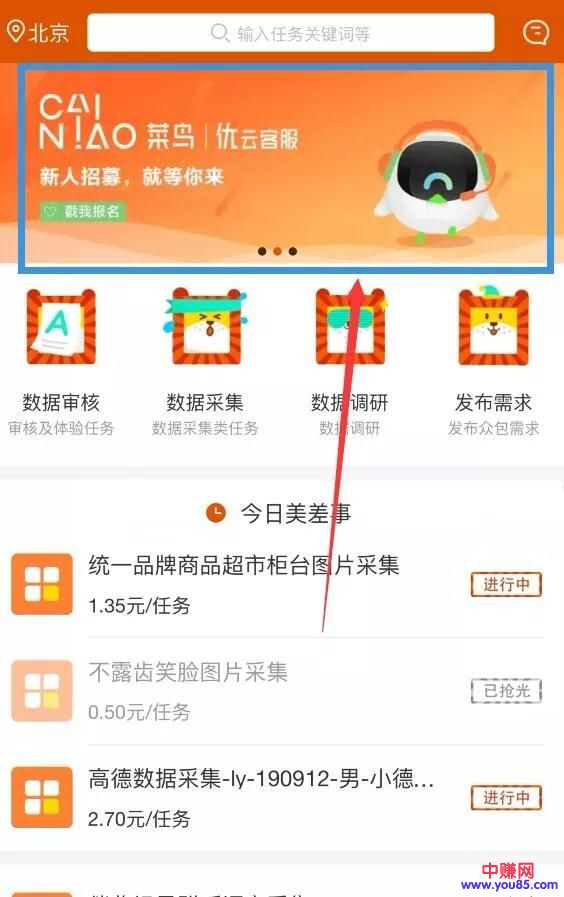 北京
输入任务关键词等
CAI
NIAO 菜鸟 | 优云客服
新人招募，就等你来
戳我报名
A
数据审核
数据采集
数据调研
发布需求
审核及体验任务
数据采集类任务
数据调研
发布众包需求
今日美差事
统一品牌商品超市柜台图片采集
1.35元/任务
进行中
不露齿笑脸图片采集
0.50元/任务
已抢光
高德数据采集-ly-190912-男-小德...
2.70元/任务
进行中
中赚网
www.you85.com